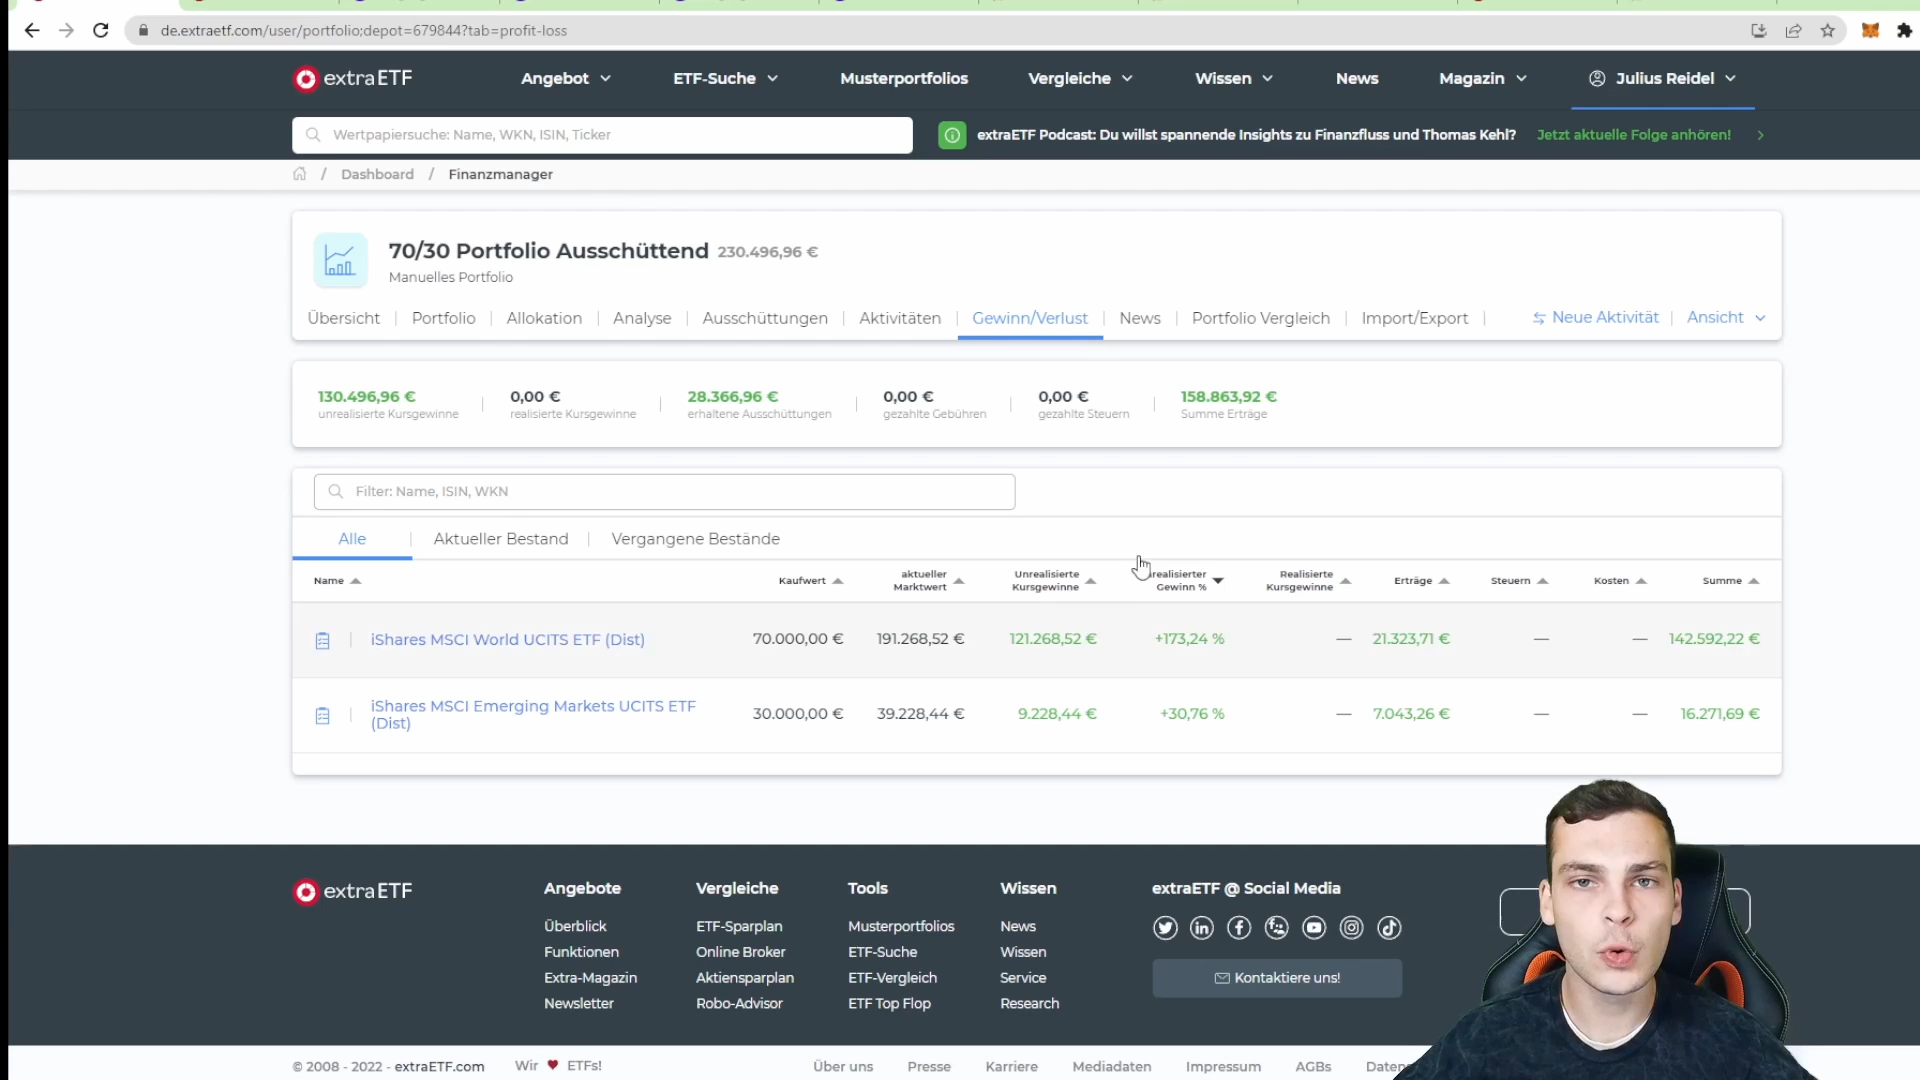 de.extraetf.com/user/portfolio;depot=679844?tab=profit-loss
extraETF
Angebot
ETF-Suche
Musterportfolios
Vergleiche
Wissen
News
Magazin
Julius Reidel
Wertpapiersuche: Name, WKN, ISIN, Ticker
extraETF Podcast: Du willst spannende Insights zu Finanzfluss und Thomas Kehl?
Jetzt aktuelle Folge anhören!
/ Dashboard / Finanzmanager
70/30 Portfolio Ausschüttend 230.496,96 €
Manuelles Portfolio
Übersicht | Portfolio | Allokation | Analyse | Ausschüttungen | Aktivitäten | Gewinn/Verlust | News | Portfolio Vergleich | Import/Export |
Neue Aktivität | Ansicht
130.496,96 €
unrealisierte Kursgewinne
0,00 €
realisierte Kursgewinne
28.366,96 €
erhaltene Ausschüttungen
0,00 €
gezahlte Gebühren
0,00 €
gezahlte Steuern
158.863,92 €
Summe Erträge
Filter: Name, ISIN, WKN
Alle | Aktueller Bestand | Vergangene Bestände
Name
Kaufwert
aktueller
Marktwert
Unrealisierte
Kursgewinne
realisierter
Gewinn %
Realisierte
Kursgewinne
Erträge
Steuern
Kosten
Summe
iShares MSCI World UCITS ETF (Dist) 70.000,00 € 191.268,52 € 121.268,52 € +173,24 % — 21.323,71 € — — 142.592,22 €
iShares MSCI Emerging Markets UCITS ETF
(Dist)
30.000,00 € 39.228,44 € 9.228,44 € +30,76 % — 7.043,26 € — — 16.271,69 €
extraETF
Angebote
Überblick
Funktionen
Extra-Magazin
Newsletter
Vergleiche
ETF-Sparplan
Online Broker
Aktiensparplan
Robo-Advisor
Tools
Musterportfolios
ETF-Suche
ETF-Vergleich
ETF Top Flop
Wissen
News
Wissen
Service
Research
extraETF @ Social Media
Kontaktiere uns!
© 2008 - 2022 - extraETF.com
Wir ♥ ETFs!
Über uns
Presse
Karriere
Mediadaten
Impressum
AGBs